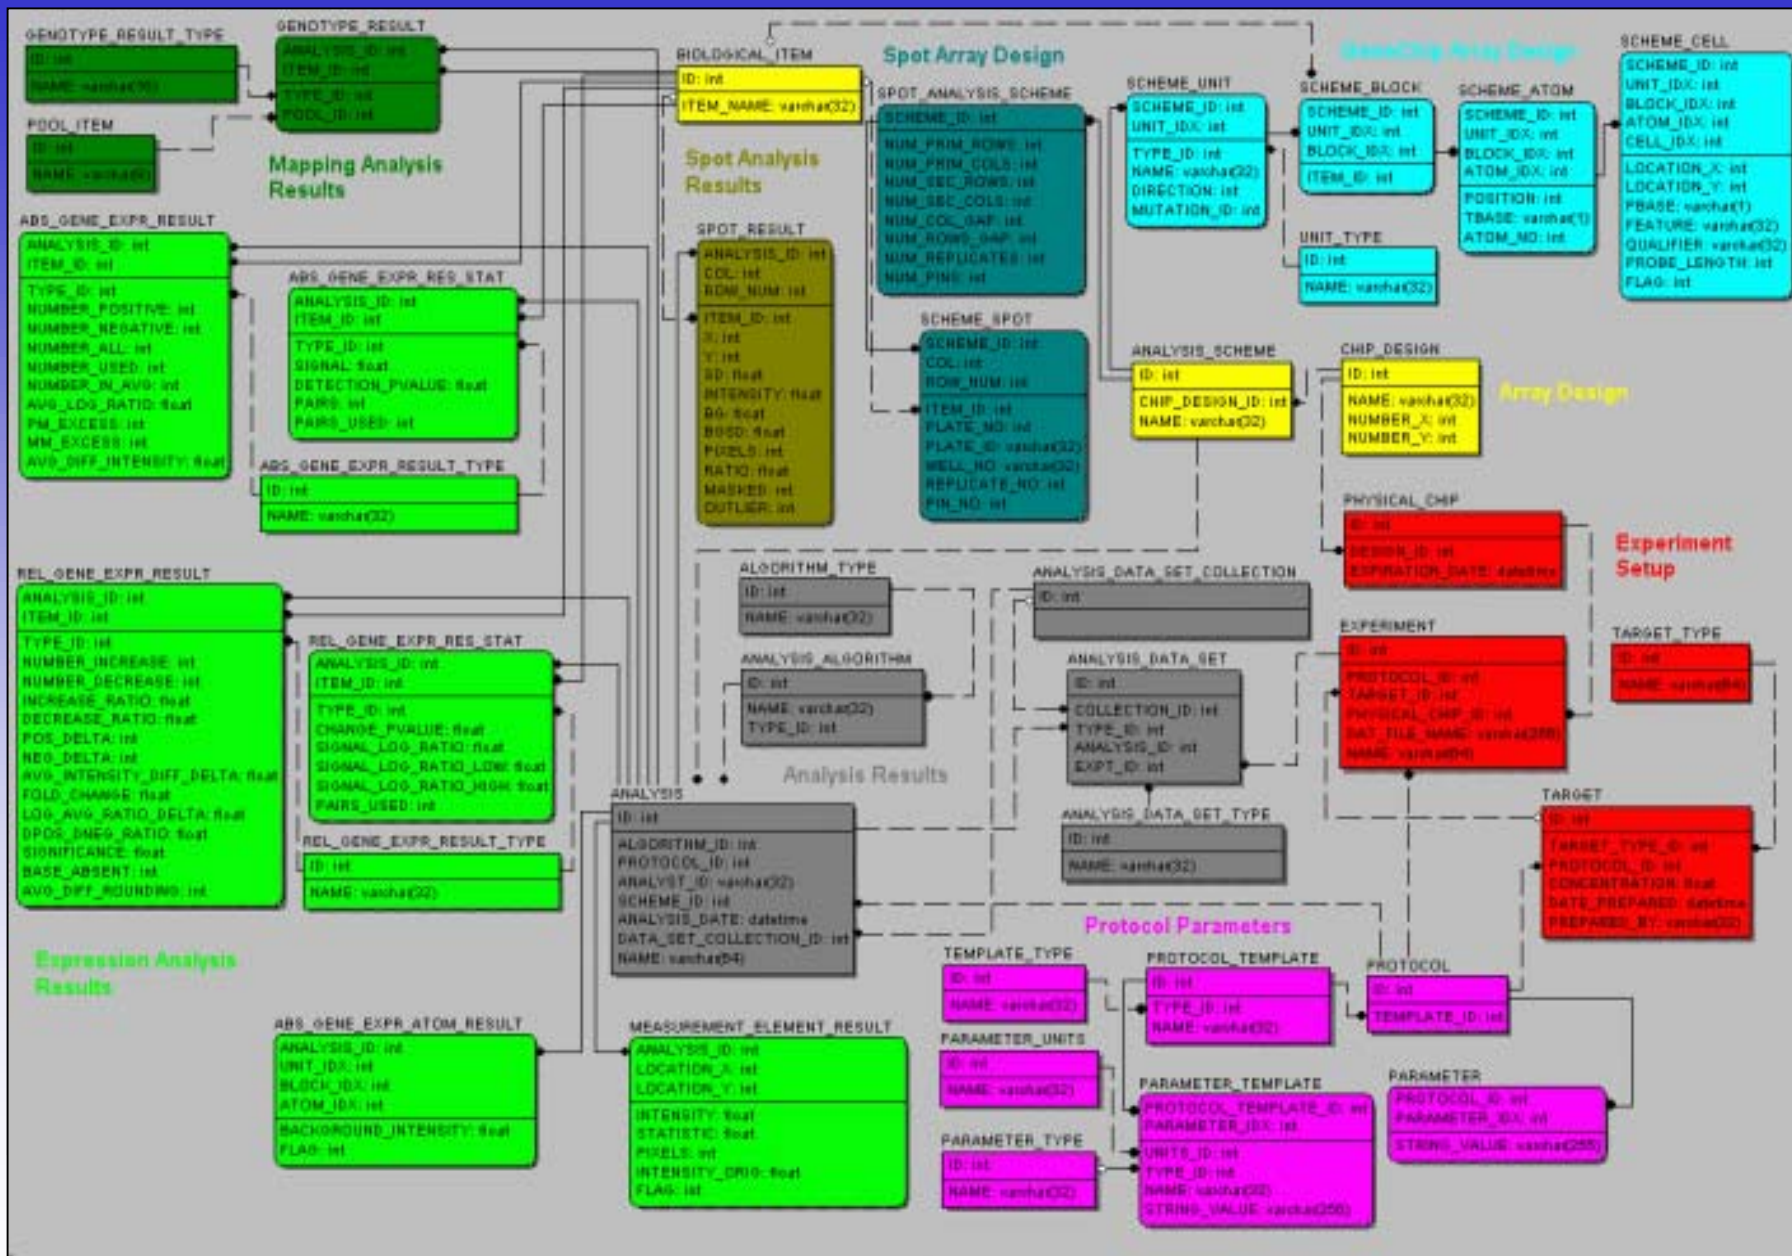 GENOTYPE_RESULT_TYPE
ID: int
NAME: varchar(16)
POOL_ITEM
ID: int
NAME: varchar(6)
GENOTYPE_RESULT
ANALYSIS_ID: int
ITEM_ID: int
TYPE_ID: int
POOL_ID: int
Mapping Analysis
Results
BIOLOGICAL_ITEM
ID: int
ITEM_NAME: varchar(32)
Spot Analysis
Results
Spot Array Design
SPOT_ANALYSIS_SCHEME
SCHEME_ID: int
NUM_PRIM_ROWS: int
NUM_PRIM_COLS: int
NUM_SEC_ROWS: int
NUM_SEC_COLS: int
NUM_COL_GAP: int
NUM_ROWS_GAP: int
NUM_REPLICATES: int
NUM_PINS: int
GeneChip Array Design
SCHEME_UNIT
SCHEME_ID: int
UNIT_IDX: int
TYPE_ID: int
NAME: varchar(32)
DIRECTION: int
MUTATION_ID: int
SCHEME_BLOCK
SCHEME_ID: int
UNIT_IDX: int
BLOCK_IDX: int
ITEM_ID: int
SCHEME_ATOM
SCHEME_ID: int
UNIT_IDX: int
BLOCK_IDX: int
ATOM_IDX: int
POSITION: int
TBASE: varchar(1)
ATOM_NO: int
SCHEME_CELL
SCHEME_ID: int
UNIT_IDX: int
BLOCK_IDX: int
ATOM_IDX: int
CELL_IDX: int
LOCATION_X: int
LOCATION_Y: int
PBASE: varchar(1)
FEATURE: varchar(32)
QUALIFIER: varchar(32)
PROBE_LENGTH: int
FLAG: int
UNIT_TYPE
ID: int
NAME: varchar(32)
ABS_GENE_EXPR_RESULT
ANALYSIS_ID: int
ITEM_ID: int
TYPE_ID: int
NUMBER_POSITIVE: int
NUMBER_NEGATIVE: int
NUMBER_ALL: int
NUMBER_USED: int
NUMBER_IN_AVG: int
AVG_LOG_RATIO: float
PM_EXCESS: int
MM_EXCESS: int
AVG_DIFF_INTENSITY: float
ABS_GENE_EXPR_RES_STAT
ANALYSIS_ID: int
ITEM_ID: int
TYPE_ID: int
SIGNAL: float
DETECTION_PVALUE: float
PAIRS: int
PAIRS_USED: int
ABS_GENE_EXPR_RESULT_TYPE
ID: int
NAME: varchar(32)
SPOT_RESULT
ANALYSIS_ID: int
COL: int
ROW_NUM: int
ITEM_ID: int
X: int
Y: int
SD: float
INTENSITY: float
BG: float
BGSD: float
PIXELS: int
RATIO: float
MASKED: int
OUTLIER: int
SCHEME_SPOT
SCHEME_ID: int
COL: int
ROW_NUM: int
ITEM_ID: int
PLATE_NO: int
PLATE_ID: varchar(32)
WELL_NO: varchar(32)
REPLICATE_NO: int
PIN_NO: int
ANALYSIS_SCHEME
ID: int
CHIP_DESIGN_ID: int
NAME: varchar(32)
CHIP_DESIGN
ID: int
NAME: varchar(32)
NUMBER_X: int
NUMBER_Y: int
Array Design
PHYSICAL_CHIP
ID: int
DESIGN_ID: int
EXPIRATION_DATE: datetime
Experiment
Setup
REL_GENE_EXPR_RESULT
ANALYSIS_ID: int
ITEM_ID: int
TYPE_ID: int
NUMBER_INCREASE: int
NUMBER_DECREASE: int
INCREASE_RATIO: float
DECREASE_RATIO: float
POS_DELTA: int
NEG_DELTA: int
AVG_INTENSITY_DIFF_DELTA: float
FOLD_CHANGE: float
LOG_AVG_RATIO_DELTA: float
DPOS_DNEG_RATIO: float
SIGNIFICANCE: float
BASE_ABSENT: int
AVG_DIFF_ROUNDING: int
REL_GENE_EXPR_RES_STAT
ANALYSIS_ID: int
ITEM_ID: int
TYPE_ID: int
CHANGE_PVALUE: float
SIGNAL_LOG_RATIO: float
SIGNAL_LOG_RATIO_LOW: float
SIGNAL_LOG_RATIO_HIGH: float
PAIRS_USED: int
REL_GENE_EXPR_RESULT_TYPE
ID: int
NAME: varchar(32)
ALGORITHM_TYPE
ID: int
NAME: varchar(32)
ANALYSIS_ALGORITHM
ID: int
NAME: varchar(32)
TYPE_ID: int
Analysis Results
ANALYSIS_DATA_SET_COLLECTION
ID: int
ANALYSIS_DATA_SET
ID: int
COLLECTION_ID: int
TYPE_ID: int
ANALYSIS_ID: int
EXPT_ID: int
ANALYSIS_DATA_SET_TYPE
ID: int
NAME: varchar(32)
EXPERIMENT
ID: int
PROTOCOL_ID: int
TARGET_ID: int
PHYSICAL_CHIP_ID: int
DAT_FILE_NAME: varchar(255)
NAME: varchar(64)
TARGET_TYPE
ID: int
NAME: varchar(64)
TARGET
ID: int
TARGET_TYPE_ID: int
PROTOCOL_ID: int
CONCENTRATION: float
DATE_PREPARED: datetime
PREPARED_BY: varchar(32)
ANALYSIS
ID: int
ALGORITHM_ID: int
PROTOCOL_ID: int
ANALYST_ID: varchar(32)
SCHEME_ID: int
ANALYSIS_DATE: datetime
DATA_SET_COLLECTION_ID: int
NAME: varchar(64)
Expression Analysis
Results
ABS_GENE_EXPR_ATOM_RESULT
ANALYSIS_ID: int
UNIT_IDX: int
BLOCK_IDX: int
ATOM_IDX: int
BACKGROUND_INTENSITY: float
FLAG: int
MEASUREMENT_ELEMENT_RESULT
ANALYSIS_ID: int
LOCATION_X: int
LOCATION_Y: int
INTENSITY: float
STATISTIC: float
PIXELS: int
INTENSITY_ORIG: float
FLAG: int
Protocol Parameters
TEMPLATE_TYPE
ID: int
NAME: varchar(32)
PROTOCOL_TEMPLATE
ID: int
TYPE_ID: int
NAME: varchar(32)
PROTOCOL
ID: int
TEMPLATE_ID: int
PARAMETER_UNITS
ID: int
NAME: varchar(32)
PARAMETER_TYPE
ID: int
NAME: varchar(32)
PARAMETER_TEMPLATE
PROTOCOL_TEMPLATE_ID: int
PARAMETER_IDX: int
UNITS_ID: int
TYPE_ID: int
NAME: varchar(32)
STRING_VALUE: varchar(255)
PARAMETER
PROTOCOL_ID: int
PARAMETER_IDX: int
STRING_VALUE: varchar(255)